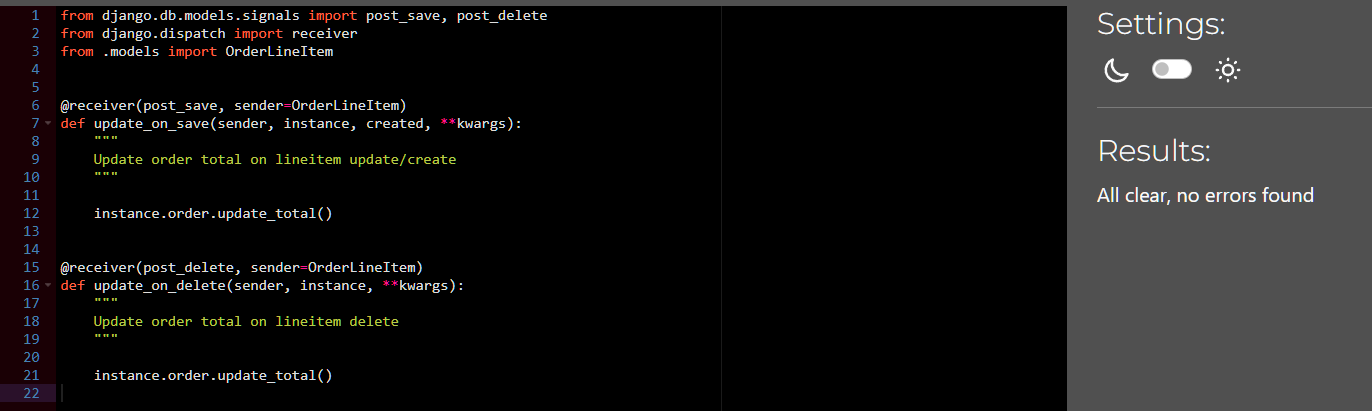 1 from django.db.models.signals import post_save, post_delete
2 from django.dispatch import receiver
3 from .models import OrderLineItem
4
5
6 @receiver(post_save, sender=OrderLineItem)
7 def update_on_save(sender, instance, created, **kwargs):
8     """
9     Update order total on lineitem update/create
10     """
11
12     instance.order.update_total()
13
14
15 @receiver(post_delete, sender=OrderLineItem)
16 def update_on_delete(sender, instance, **kwargs):
17     """
18     Update order total on lineitem delete
19     """
20
21     instance.order.update_total()
22
Settings:
Results:
All clear, no errors found